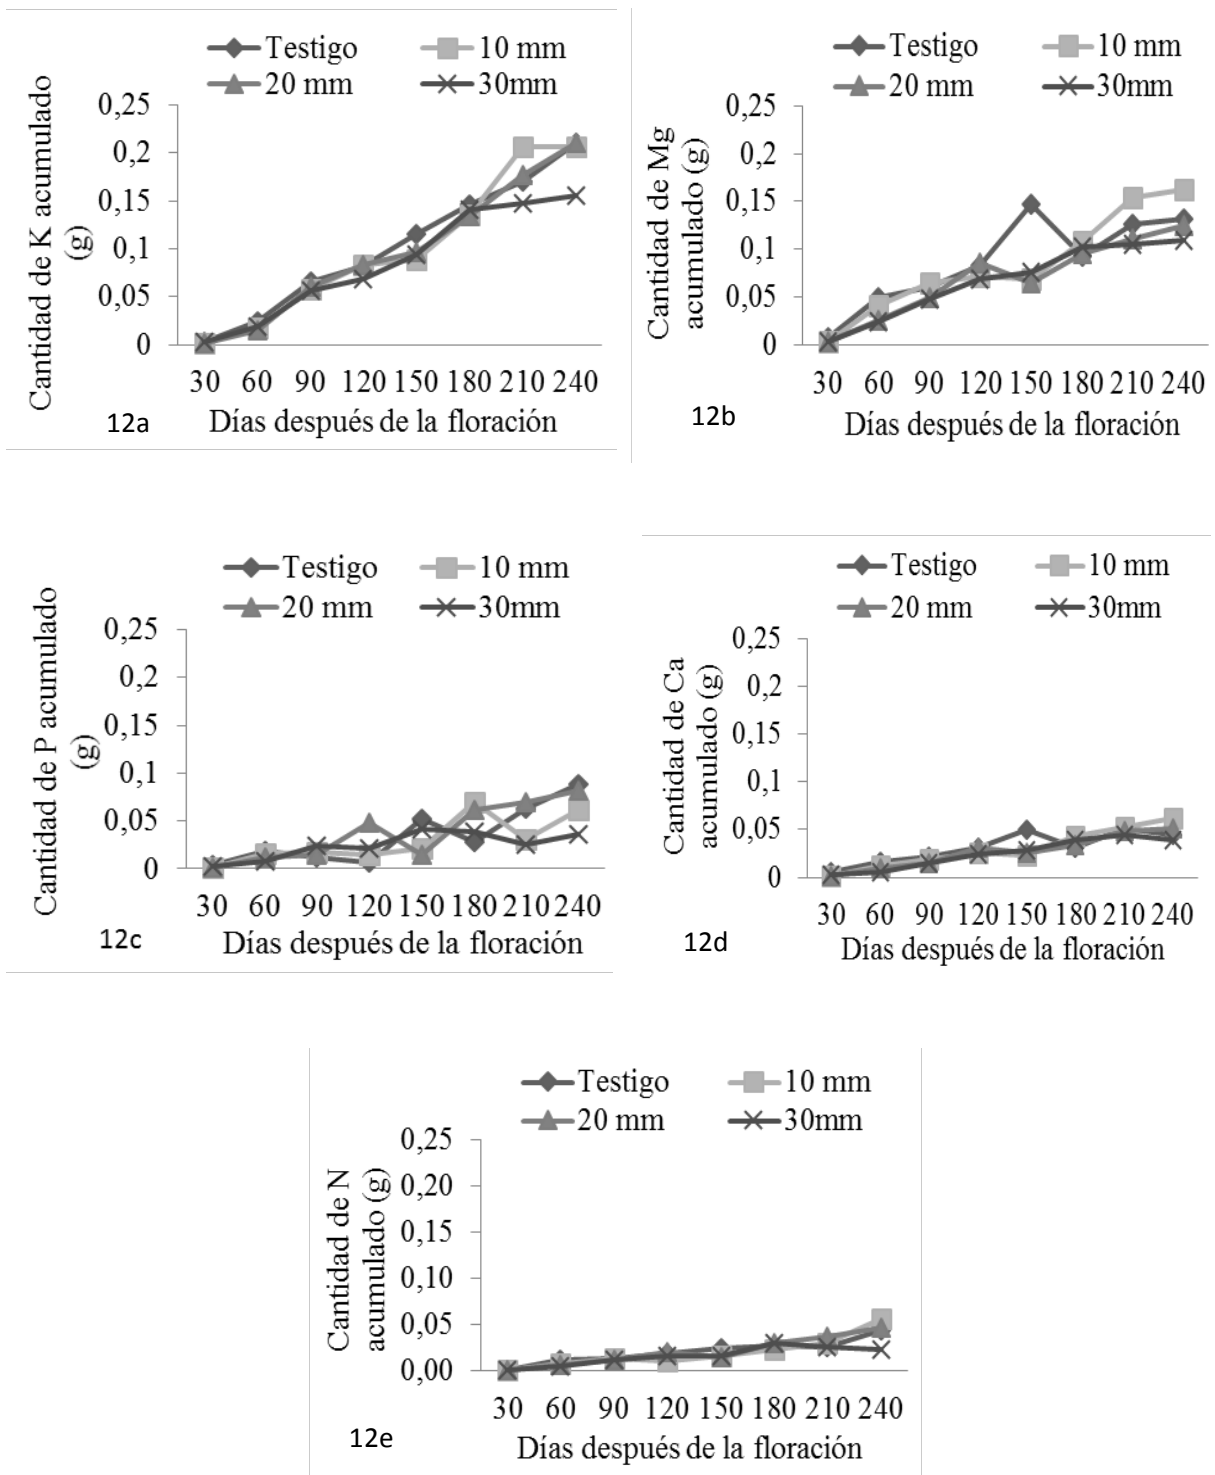 Testigo
10 mm
20 mm
30mm
Cantidad de K acumulado
(g)
0,25
0,2
0,15
0,1
0,05
0
30 60 90 120 150 180 210 240
12a
Días después de la floración
Testigo
10 mm
20 mm
30mm
Cantidad de Mg
acumulado (g)
0,25
0,2
0,15
0,1
0,05
0
30 60 90 120 150 180 210 240
12b
Días después de la floración
Testigo
10 mm
20 mm
30mm
Cantidad de P acumulado
(g)
0,25
0,2
0,15
0,1
0,05
0
30 60 90 120 150 180 210 240
12c
Días después de la floración
Testigo
10 mm
20 mm
30mm
Cantidad de Ca
acumulado (g)
0,25
0,2
0,15
0,1
0,05
0
30 60 90 120 150 180 210 240
12d
Días después de la floración
Testigo
10 mm
20 mm
30mm
Cantidad de N
acumulado (g)
0,25
0,20
0,15
0,10
0,05
0,00
30 60 90 120 150 180 210 240
12e
Días después de la floración